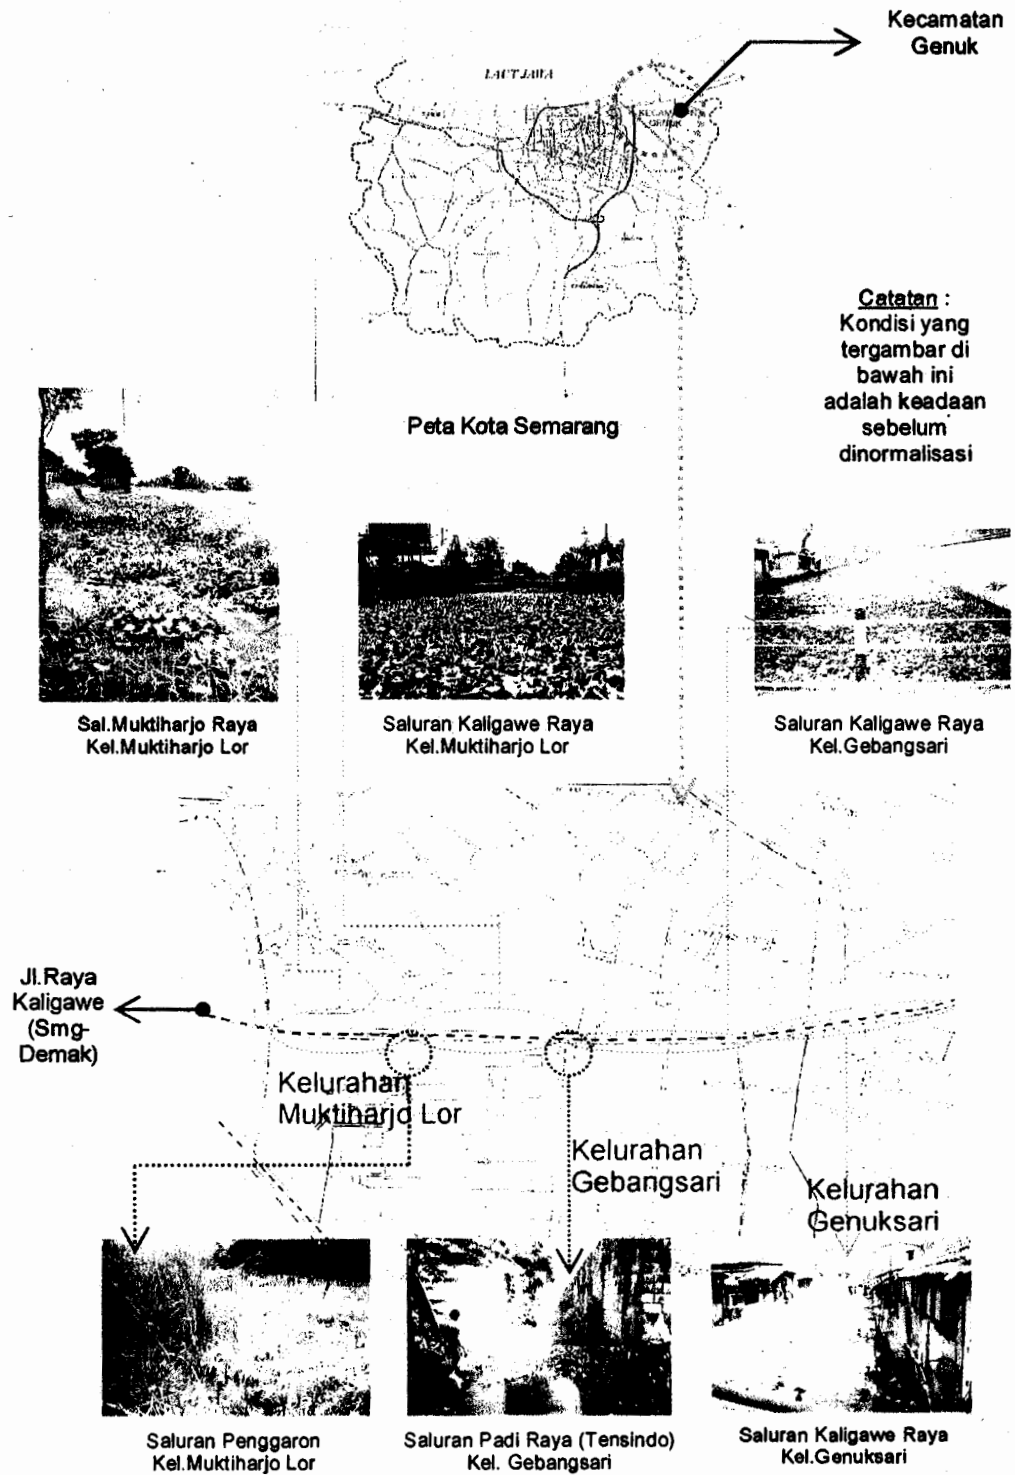 Kecamatan
Genuk
LAUT JAWA
KECAMATAN
GENUK
Catatan :
Kondisi yang
tergambar di
bawah ini
adalah keadaan
sebelum
dinormalisasi
Peta Kota Semarang
Sal.Muktiharjo Raya
Kel.Muktiharjo Lor
Saluran Kaligawe Raya
Kel.Muktiharjo Lor
Saluran Kaligawe Raya
Kel.Gebangsari
Jl.Raya
Kaligawe
(Smg-
Demak)
Kelurahan
Muktiharjo Lor
Kelurahan
Gebangsari
Kelurahan
Genuksari
Saluran Penggaron
Kel.Muktiharjo Lor
Saluran Padi Raya (Tensindo)
Kel. Gebangsari
Saluran Kaligawe Raya
Kel.Genuksari